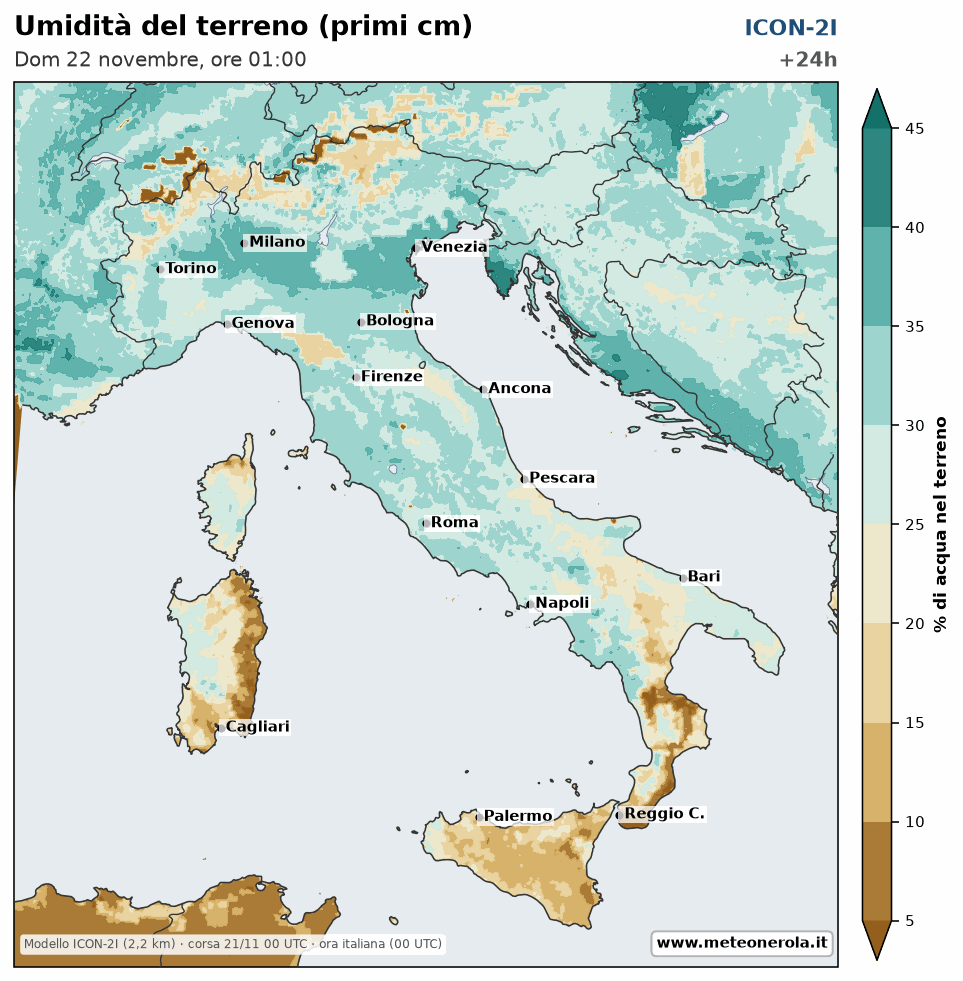 Umidità del terreno (primi cm)
ICON-2I
Dom 22 novembre, ore 01:00
+24h
Milano
Venezia
Torino
Genova
Bologna
Firenze
Ancona
Pescara
Roma
Bari
Napoli
Cagliari
Palermo
Reggio C.
45
40
35
30
25
20
15
10
5
% di acqua nel terreno
Modello ICON-2I (2,2 km) · corsa 21/11 00 UTC · ora italiana (00 UTC)
www.meteonerola.it